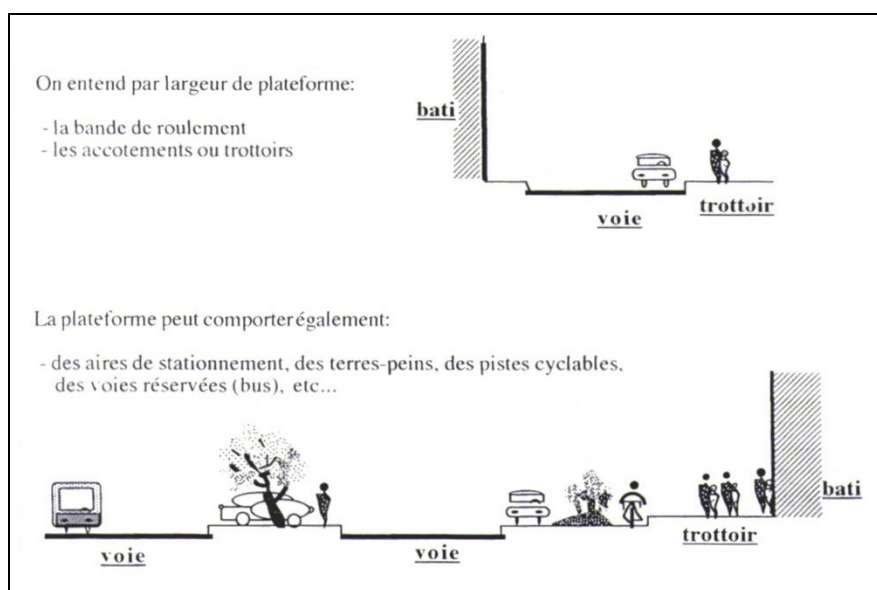 On entend par largeur de plateforme:
- la bande de roulement
- les accotements ou trottoirs
bati
voie
trottoir
La plateforme peut comporter également:
- des aires de stationnement, des terres-peins, des pistes cyclables,
des voies réservées (bus), etc...
bati
voie
voie
trottoir